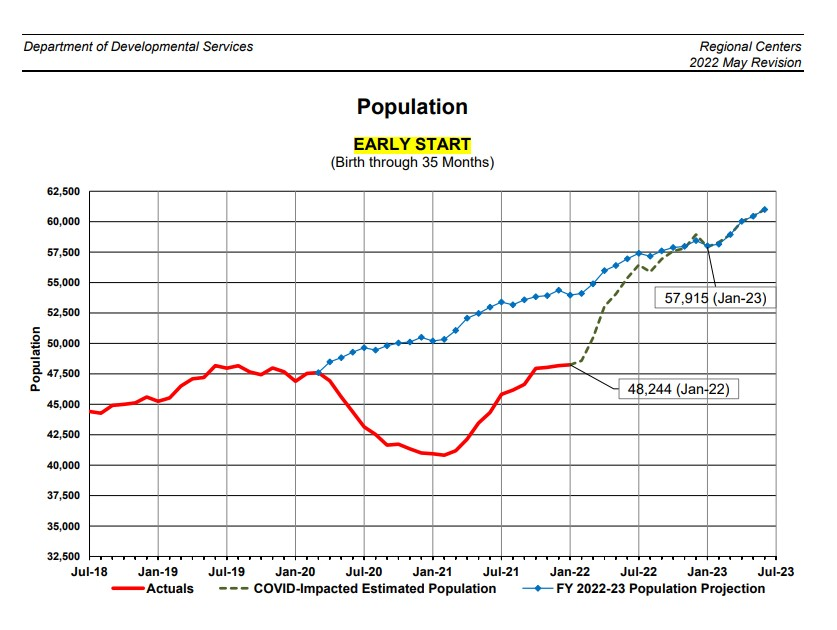 Department of Developmental Services
Regional Centers
2022 May Revision
Population
EARLY START
(Birth through 35 Months)
62,500
60,000
57,500
55,000
52,500
50,000
47,500
45,000
42,500
40,000
37,500
35,000
32,500
Population
57,915 (Jan-23)
48,244 (Jan-22)
Jul-18 Jan-19 Jul-19 Jan-20 Jul-20 Jan-21 Jul-21 Jan-22 Jul-22 Jan-23 Jul-23
Actuals COVID-Impacted Estimated Population FY 2022-23 Population Projection